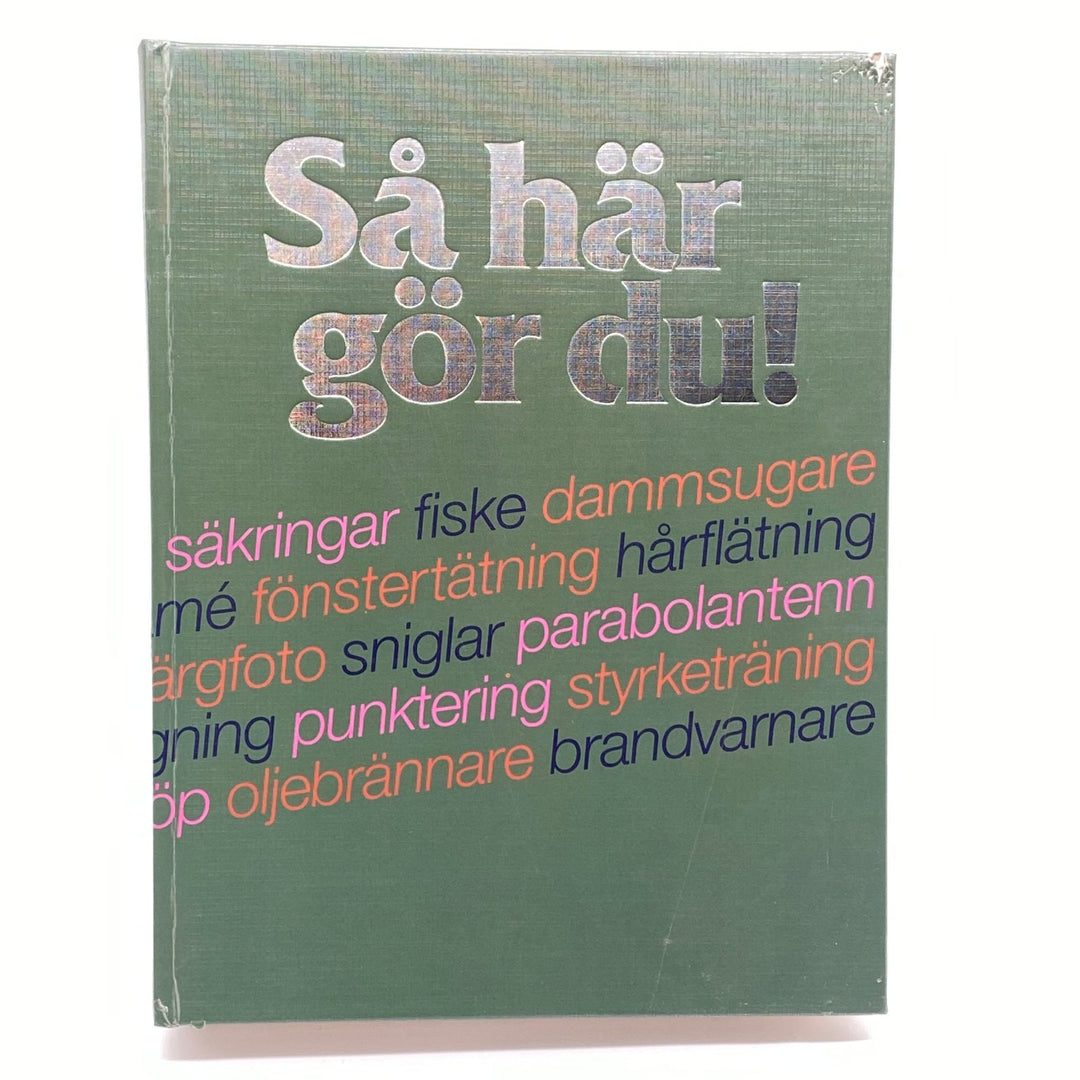 Så här
gör du!
säkringar fiske dammsugare
mé fönstertätning hårflätning
ärgfoto sniglar parabolantenn
gning punktering styrketräning
öp oljebrännare brandvarnare